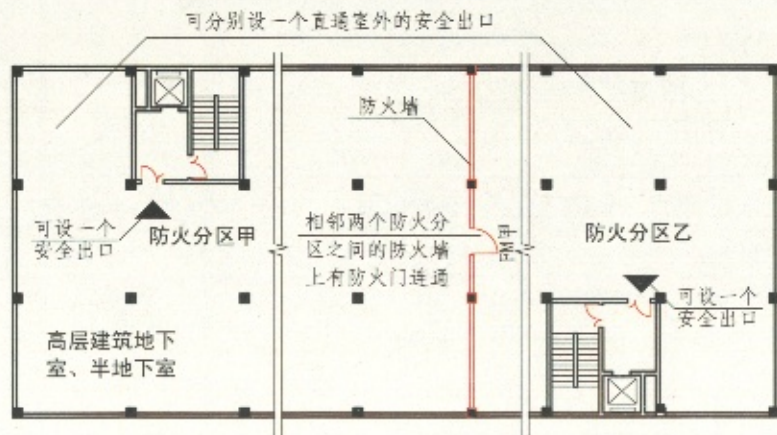 可分别设一个直通室外的安全出口
防火墙
可设一个
安全出口
防火分区甲
相邻两个防火分
区之间的防火墙
上有防火门连通
甲FM
防火分区乙
可设一个
安全出口
高层建筑地下
室、半地下室